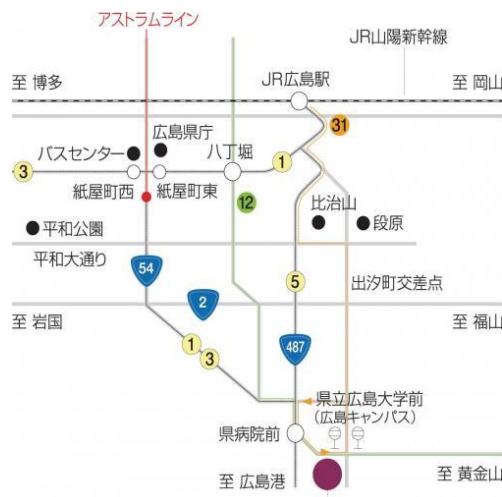 アストラムライン
JR山陽新幹線
至 博多
JR広島駅
至 岡山
31
広島県庁
バスセンター
八丁堀
1
3
紙屋町西
紙屋町東
12
比治山
段原
平和公園
平和大通り
54
5
出汐町交差点
2
至 岩国
至 福山
1
3
487
県立広島大学前
(広島キャンパス)
県病院前
至 広島港
至 黄金山